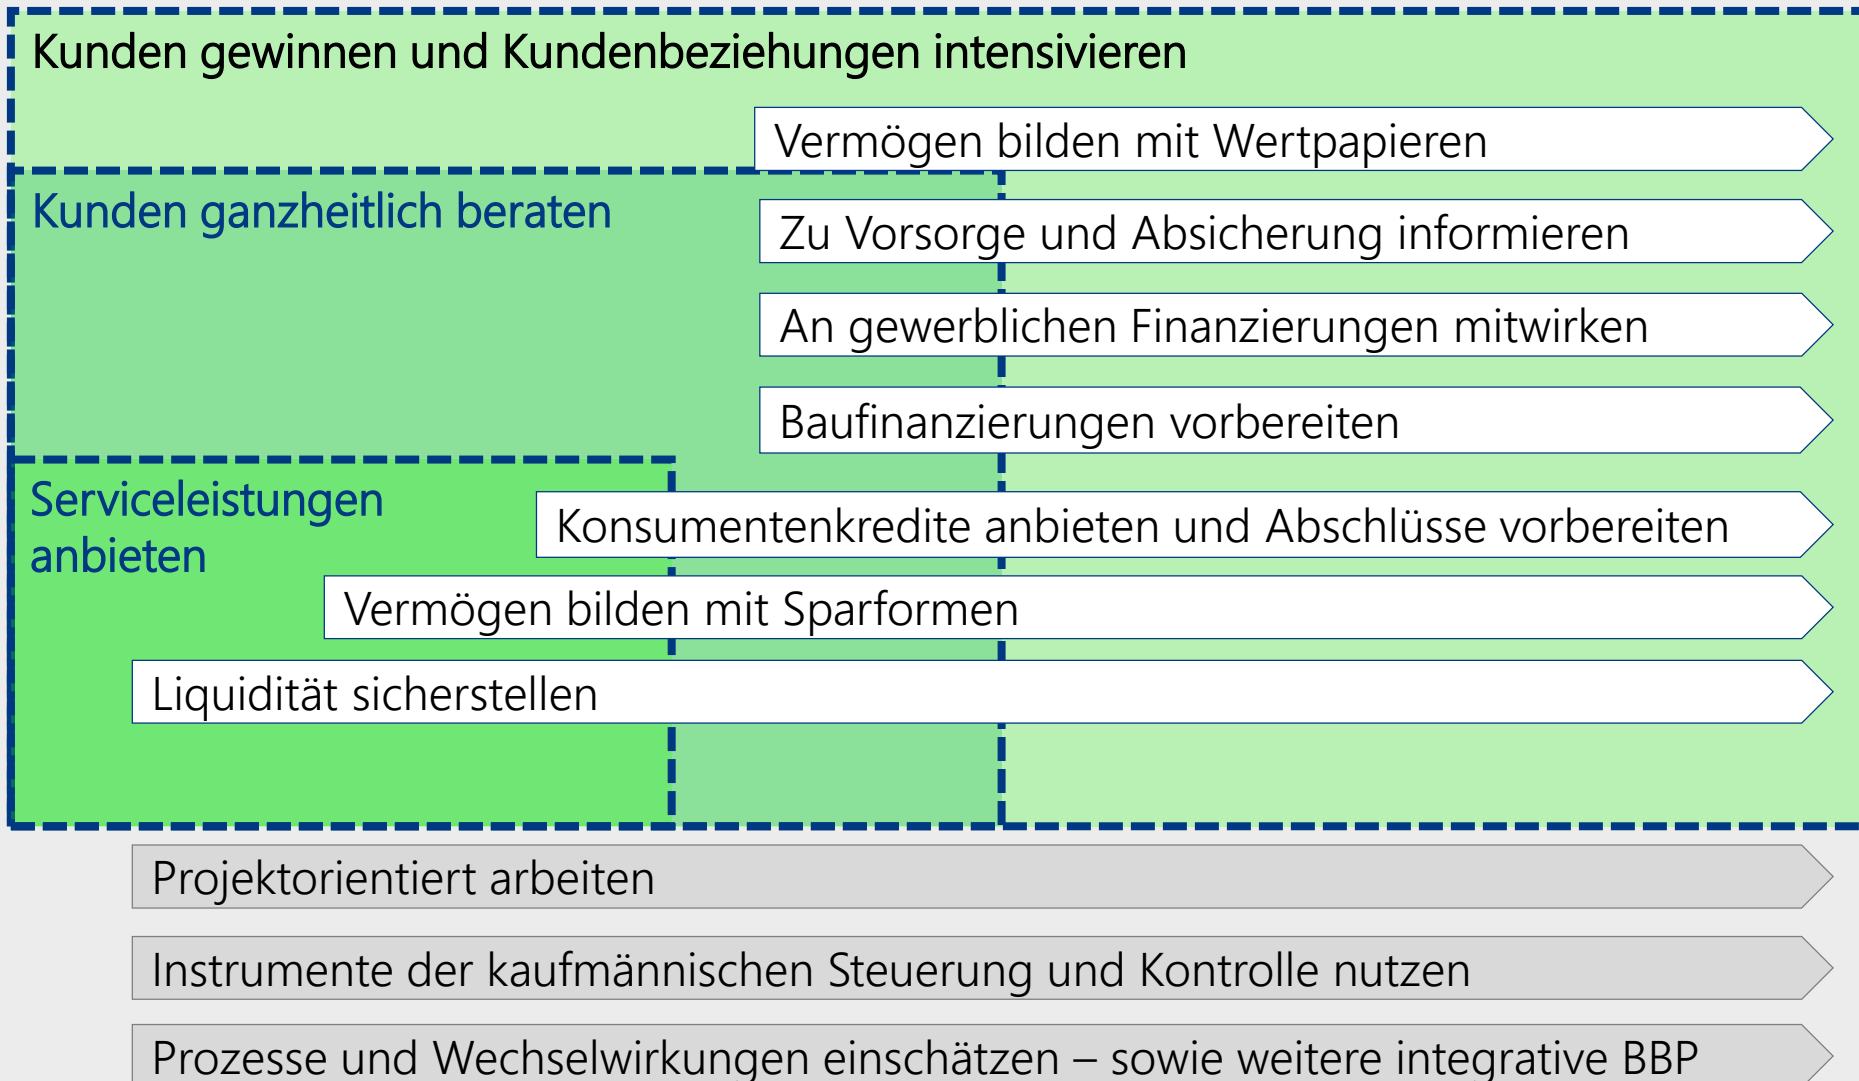 Kunden gewinnen und Kundenbeziehungen intensivieren
Vermögen bilden mit Wertpapieren
Kunden ganzheitlich beraten
Zu Vorsorge und Absicherung informieren
An gewerblichen Finanzierungen mitwirken
Baufinanzierungen vorbereiten
Serviceleistungen
anbieten
Konsumentenkredite anbieten und Abschlüsse vorbereiten
Vermögen bilden mit Sparformen
Liquidität sicherstellen
Projektorientiert arbeiten
Instrumente der kaufmännischen Steuerung und Kontrolle nutzen
Prozesse und Wechselwirkungen einschätzen – sowie weitere integrative BBP